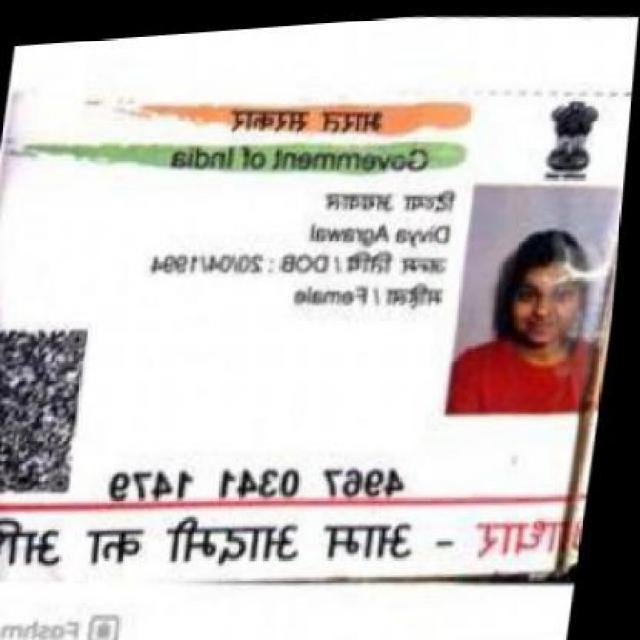 भारत सरकार
Government of India
दिव्या अग्रवाल
Divya Agrawal
जन्म तिथि / DOB : 20/04/1994
महिला / Female
4967 0341 1479
आधार - आम आदमी का